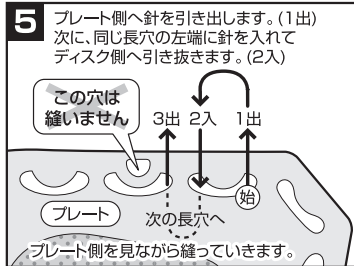 5
プレート側へ針を引き出します。(1出)
次に、同じ長穴の左端に針を入れて
ディスク側へ引き抜きます。(2入)
この穴は
縫いません
3出 2入 1出
始
プレート
次の長穴へ
プレート側を見ながら縫っていきます。